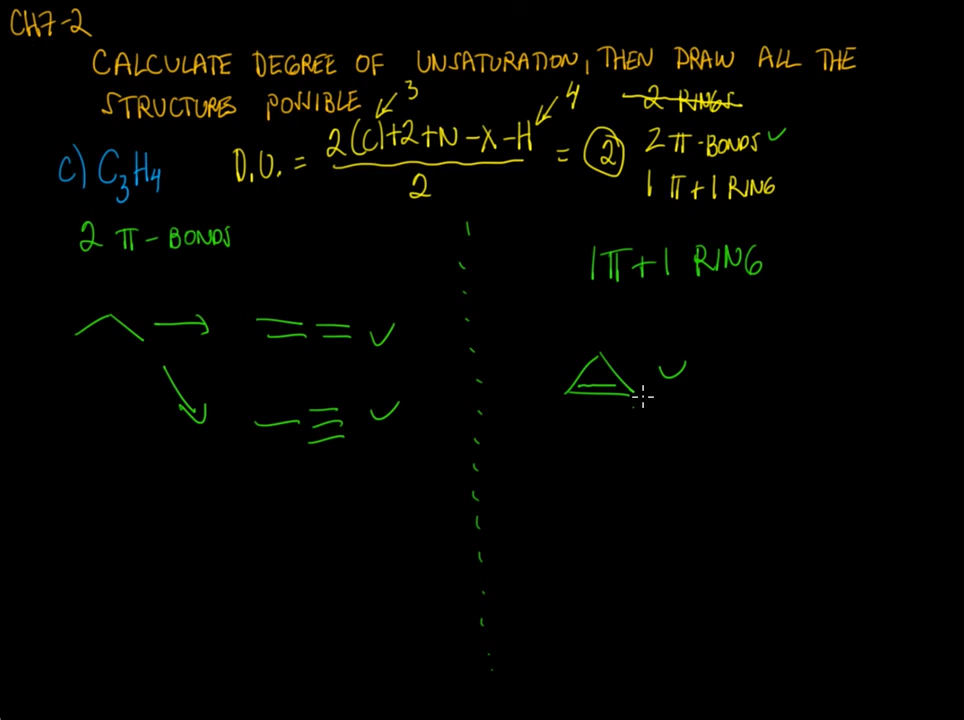 CH7-2
CALCULATE DEGREE OF UNSATURATION, THEN DRAW ALL THE
STRUCTURES POSSIBLE
3
4
2 RINGS
C) C₃H₄
D.U. = 2(C)+2+N-X-H / 2 = 2
2 π-BONDS ✓
1 π+1 RING
2 π-BONDS
1π+1 RING